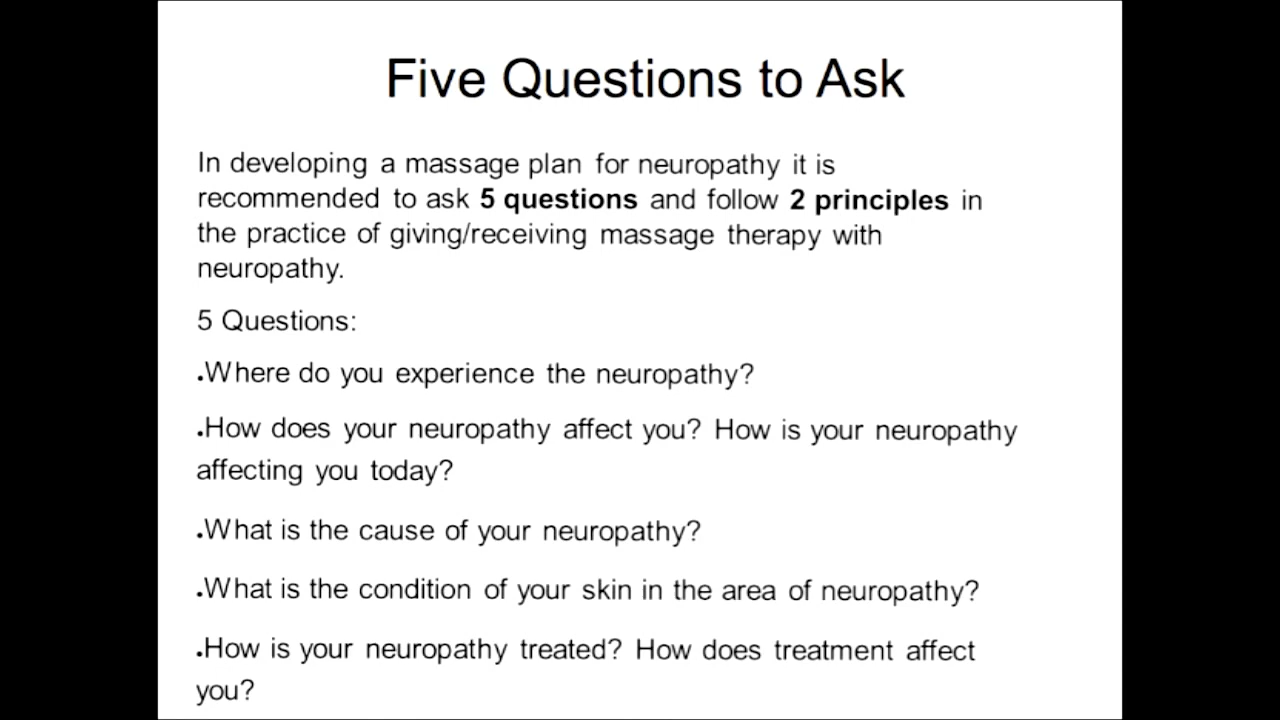 Five Questions to Ask
In developing a massage plan for neuropathy it is
recommended to ask 5 questions and follow 2 principles in
the practice of giving/receiving massage therapy with
neuropathy.
5 Questions:
.Where do you experience the neuropathy?
.How does your neuropathy affect you? How is your neuropathy
affecting you today?
.What is the cause of your neuropathy?
.What is the condition of your skin in the area of neuropathy?
.How is your neuropathy treated? How does treatment affect
you?